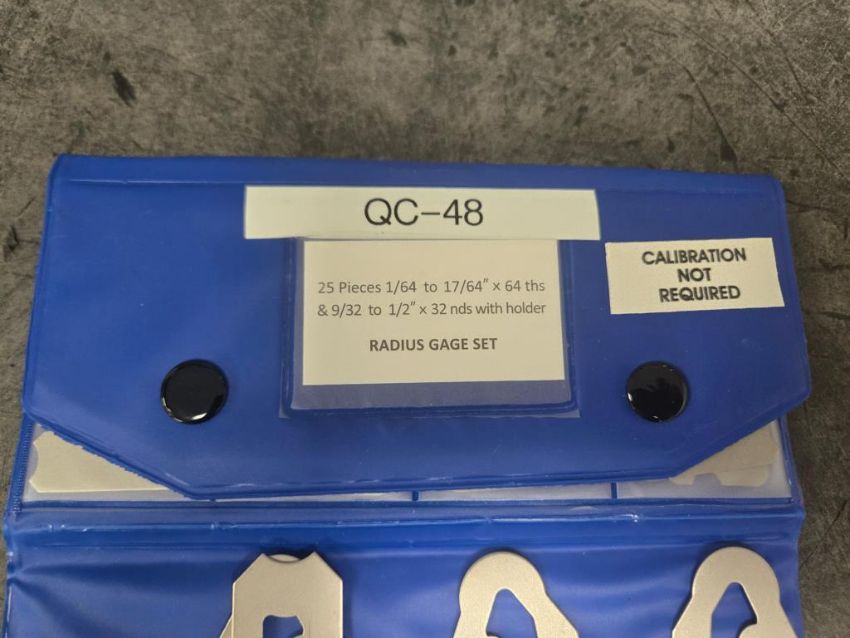 QC-48
25 Pieces 1/64 to 17/64" x 64 ths
& 9/32 to 1/2" x 32 nds with holder
RADIUS GAGE SET
CALIBRATION
NOT
REQUIRED